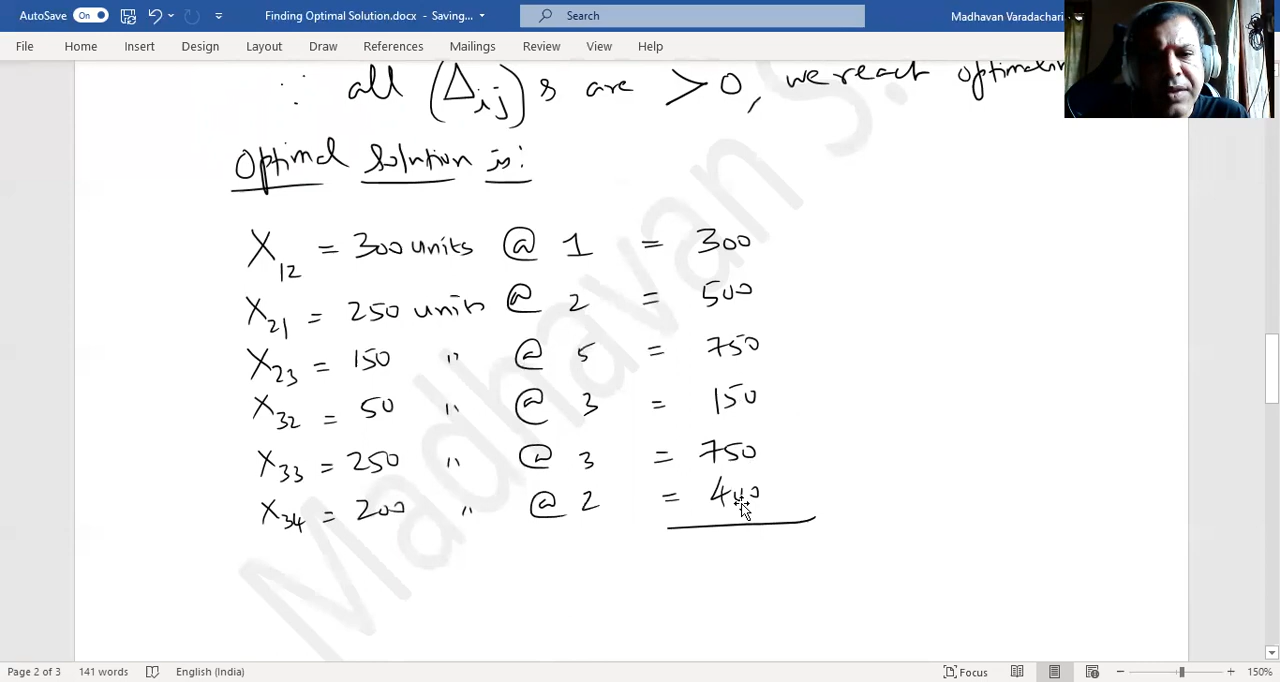 AutoSave On Finding Optimal Solution.docx - Saving... Search Madhavan Varadachari
File Home Insert Design Layout Draw References Mailings Review View Help
∴ all (Δij)s are > 0, we reach
Optimal Solution is:
X12 = 300 units @ 1 = 300
X21 = 250 units @ 2 = 500
X23 = 150 " @ 5 = 750
X32 = 50 " @ 3 = 150
X33 = 250 " @ 3 = 750
X34 = 200 " @ 2 = 400
Madhavan S.
Page 2 of 3 141 words English (India) Focus 150%